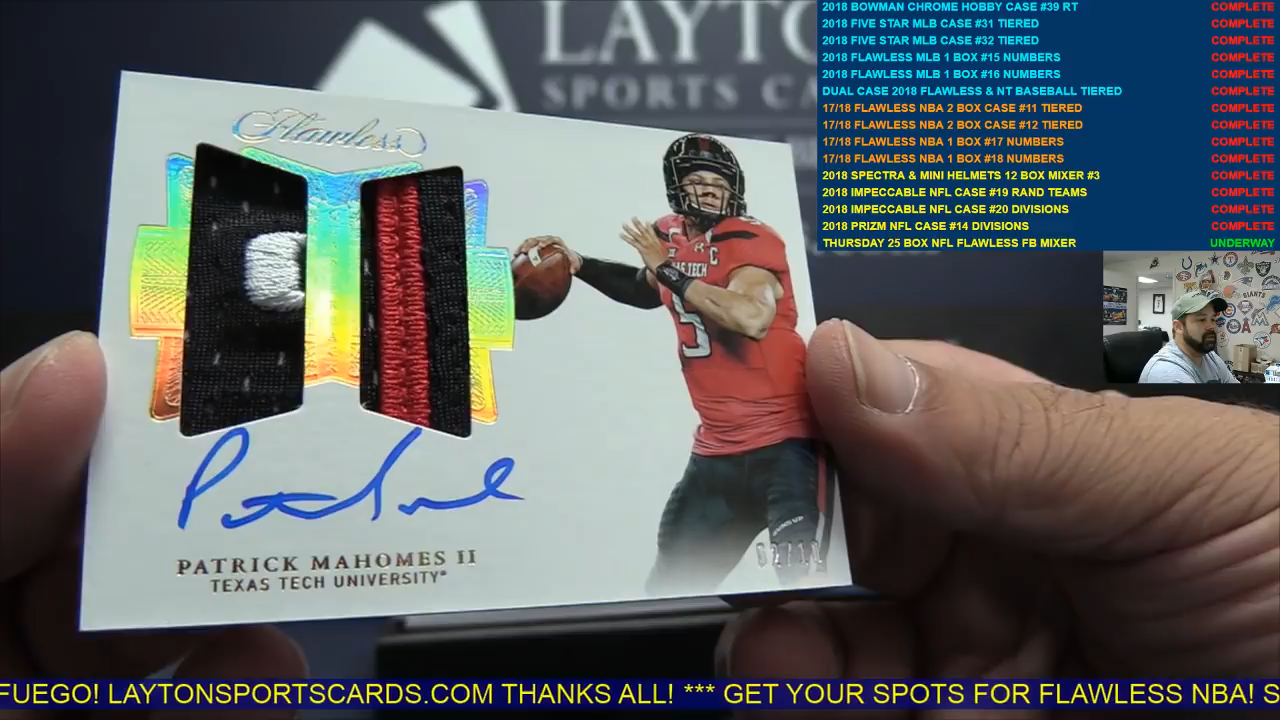 LAYTON
SPORTS CA
Flawless
C
TECH
5
PATRICK MAHOMES II
TEXAS TECH UNIVERSITY
2018 BOWMAN CHROME HOBBY CASE #39 RT COMPLETE
2018 FIVE STAR MLB CASE #31 TIERED COMPLETE
2018 FIVE STAR MLB CASE #32 TIERED COMPLETE
2018 FLAWLESS MLB 1 BOX #15 NUMBERS COMPLETE
2018 FLAWLESS MLB 1 BOX #16 NUMBERS COMPLETE
DUAL CASE 2018 FLAWLESS & NT BASEBALL TIERED COMPLETE
17/18 FLAWLESS NBA 2 BOX CASE #11 TIERED COMPLETE
17/18 FLAWLESS NBA 2 BOX CASE #12 TIERED COMPLETE
17/18 FLAWLESS NBA 1 BOX #17 NUMBERS COMPLETE
17/18 FLAWLESS NBA 1 BOX #18 NUMBERS COMPLETE
2018 SPECTRA & MINI HELMETS 12 BOX MIXER #3 COMPLETE
2018 IMPECCABLE NFL CASE #19 RAND TEAMS COMPLETE
2018 IMPECCABLE NFL CASE #20 DIVISIONS COMPLETE
2018 PRIZM NFL CASE #14 DIVISIONS COMPLETE
THURSDAY 25 BOX NFL FLAWLESS FB MIXER UNDERWAY
GIANTS
FUEGO! LAYTONSPORTSCARDS.COM THANKS ALL! *** GET YOUR SPOTS FOR FLAWLESS NBA! S